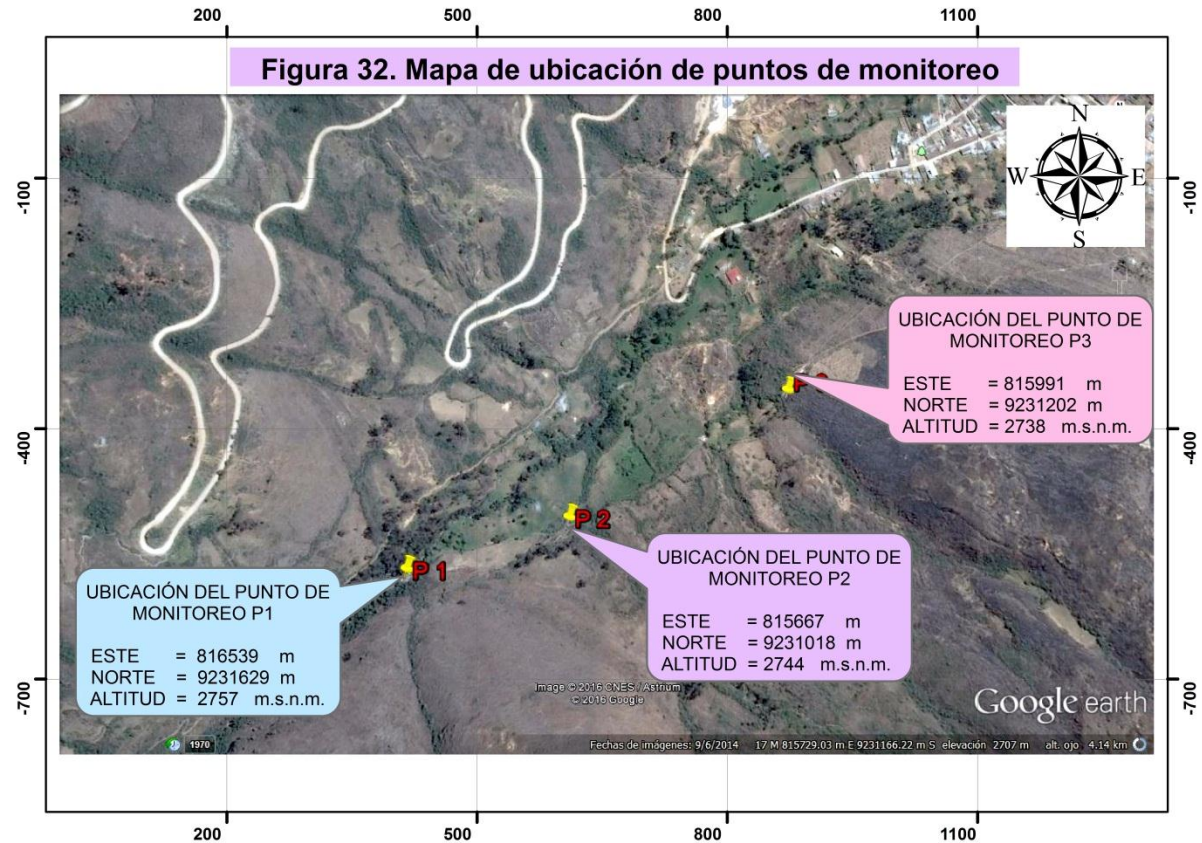 200 500 800 1100
Figura 32. Mapa de ubicación de puntos de monitoreo
N
W E
S
-100 -100
UBICACIÓN DEL PUNTO DE
MONITOREO P3
ESTE = 815991 m
NORTE = 9231202 m
ALTITUD = 2738 m.s.n.m.
P
-400 -400
P 2
P 1
UBICACIÓN DEL PUNTO DE
MONITOREO P2
ESTE = 815667 m
NORTE = 9231018 m
ALTITUD = 2744 m.s.n.m.
UBICACIÓN DEL PUNTO DE
MONITOREO P1
ESTE = 816539 m
NORTE = 9231629 m
ALTITUD = 2757 m.s.n.m.
-700 -700
Image © 2016 CNES / Astrium
© 2016 Google
Google earth
1970
Fechas de imágenes: 9/6/2014 17 M 815729.03 m E 9231166.22 m S elevación 2707 m alt. ojo 4.14 km
200 500 800 1100